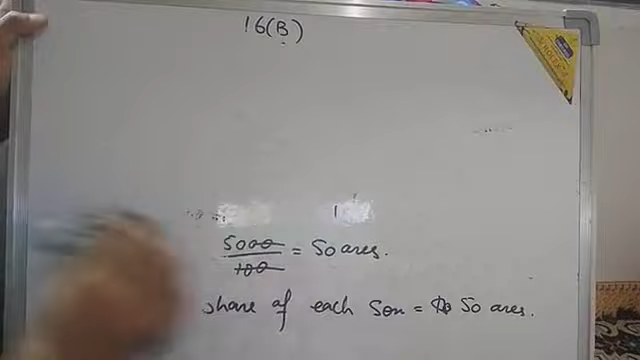 16(B)
5000
100
= 50 ares.
share of each Son = 50 ares.